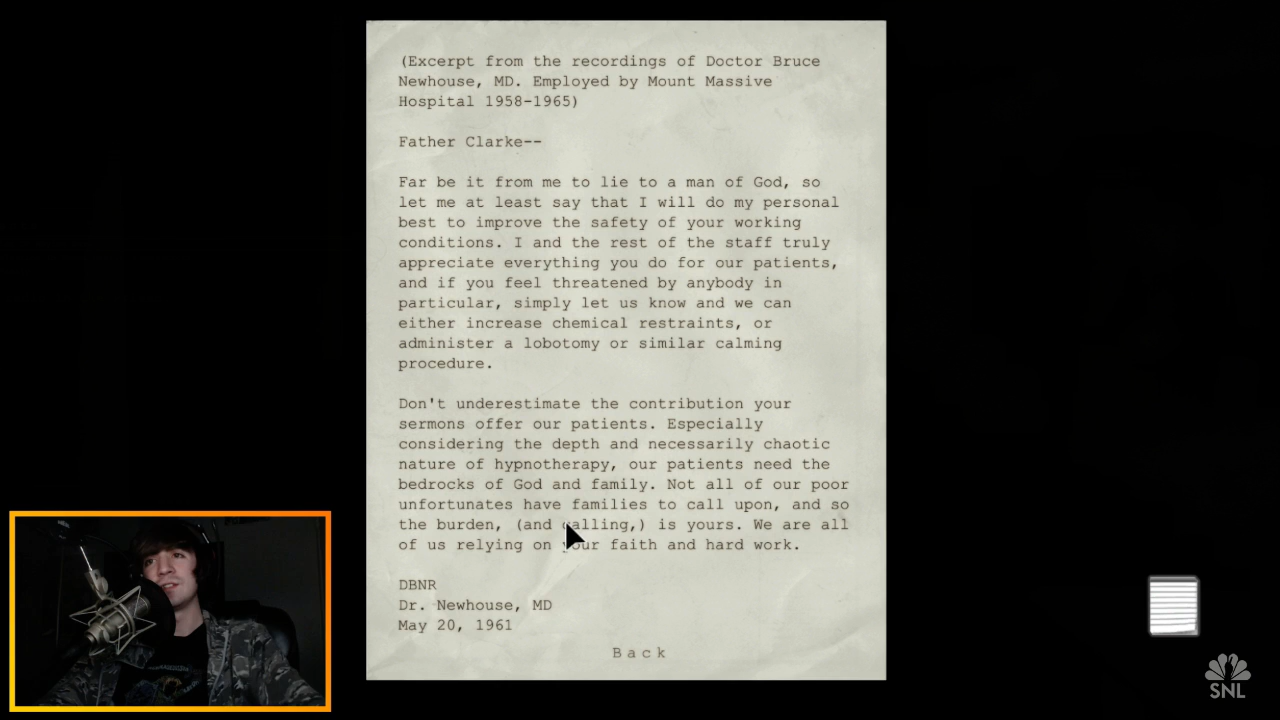 (Excerpt from the recordings of Doctor Bruce
Newhouse, MD. Employed by Mount Massive
Hospital 1958-1965)
Father Clarke--
Far be it from me to lie to a man of God, so
let me at least say that I will do my personal
best to improve the safety of your working
conditions. I and the rest of the staff truly
appreciate everything you do for our patients,
and if you feel threatened by anybody in
particular, simply let us know and we can
either increase chemical restraints, or
administer a lobotomy or similar calming
procedure.
Don't underestimate the contribution your
sermons offer our patients. Especially
considering the depth and necessarily chaotic
nature of hypnotherapy, our patients need the
bedrocks of God and family. Not all of our poor
unfortunates have families to call upon, and so
the burden, (and calling,) is yours. We are all
of us relying on your faith and hard work.
DBNR
Dr. Newhouse, MD
May 20, 1961
Back
SNL